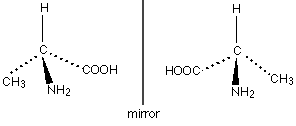 H H
C C
COOH HOOC
CH₃ CH₃
NH₂ NH₂
mirror